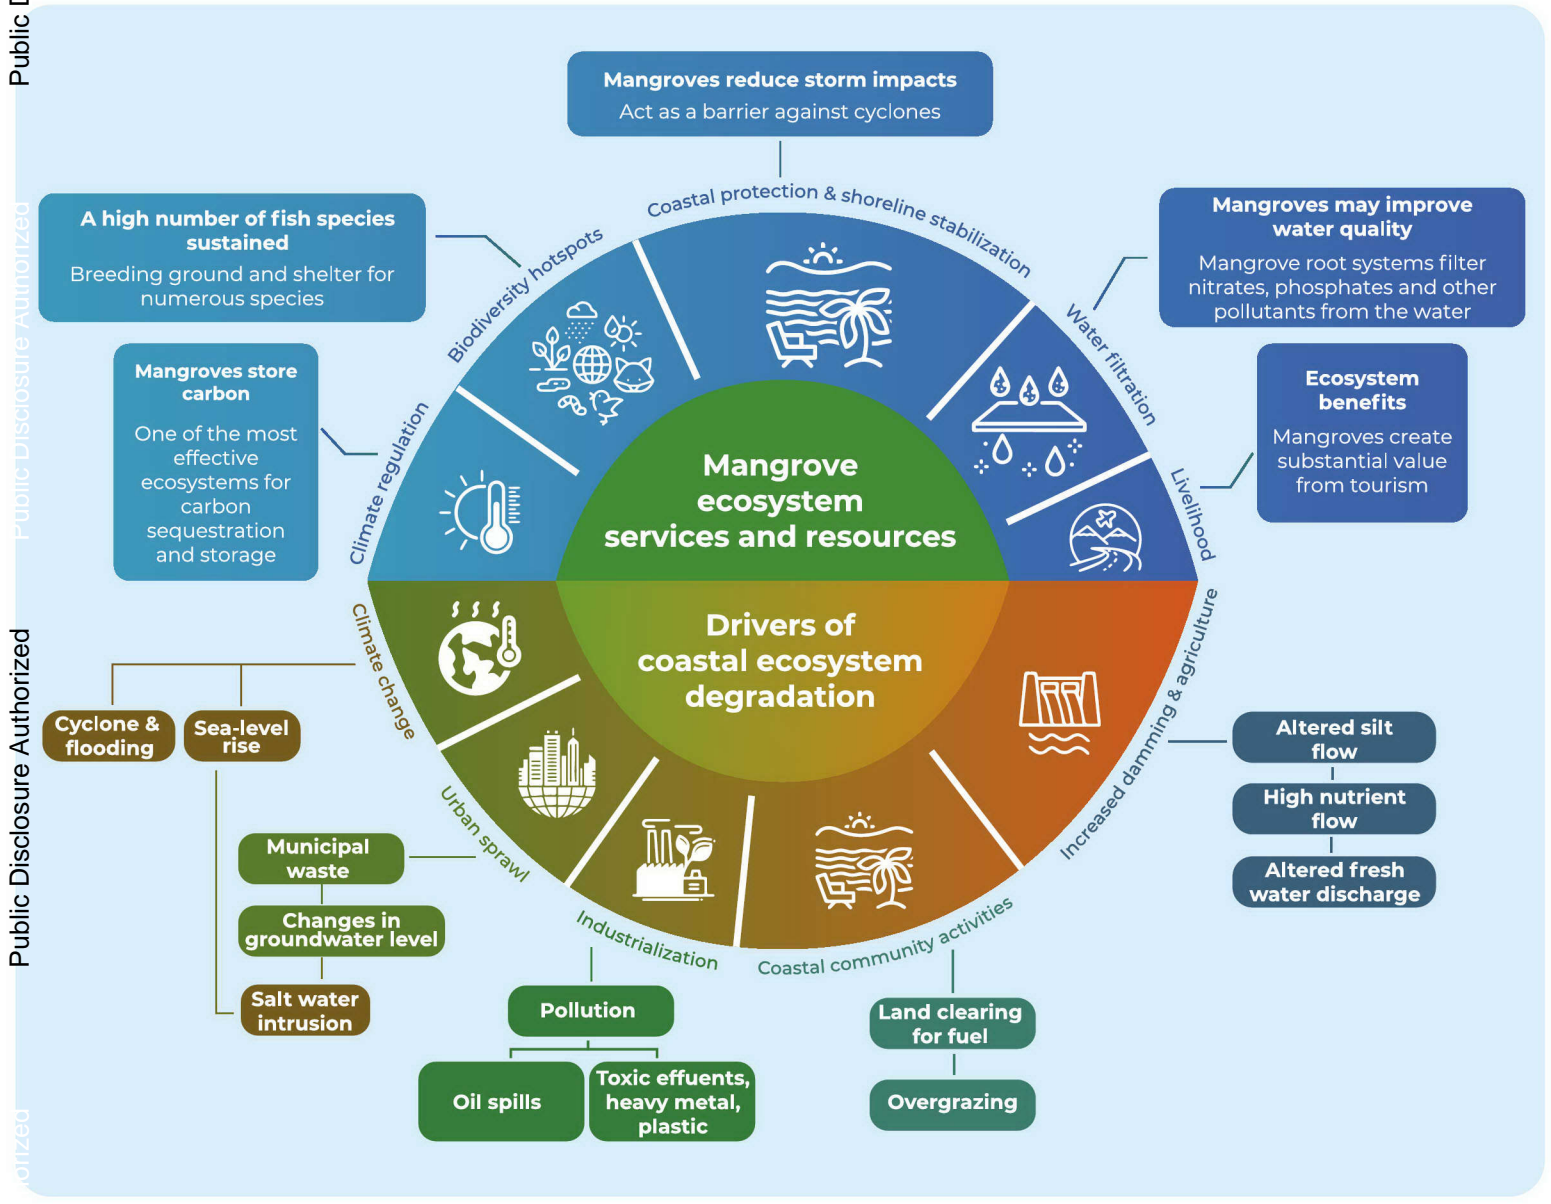 Public D
Public Disclosure Authorized
Public Disclosure Authorized
orized
Mangroves reduce storm impacts
Act as a barrier against cyclones
A high number of fish species
sustained
Breeding ground and shelter for
numerous species
Mangroves may improve
water quality
Mangrove root systems filter
nitrates, phosphates and other
pollutants from the water
Mangroves store
carbon
One of the most
effective
ecosystems for
carbon
sequestration
and storage
Ecosystem
benefits
Mangroves create
substantial value
from tourism
Climate regulation
Biodiversity hotspots
Coastal protection & shoreline stabilization
Water filtration
Livelihood
Mangrove
ecosystem
services and resources
Drivers of
coastal ecosystem
degradation
Climate change
Urban sprawl
Industrialization
Coastal community activities
Increased damming & agriculture
Cyclone &
flooding
Sea-level
rise
Municipal
waste
Changes in
groundwater level
Salt water
intrusion
Pollution
Oil spills
Toxic effuents,
heavy metal,
plastic
Land clearing
for fuel
Overgrazing
Altered silt
flow
High nutrient
flow
Altered fresh
water discharge